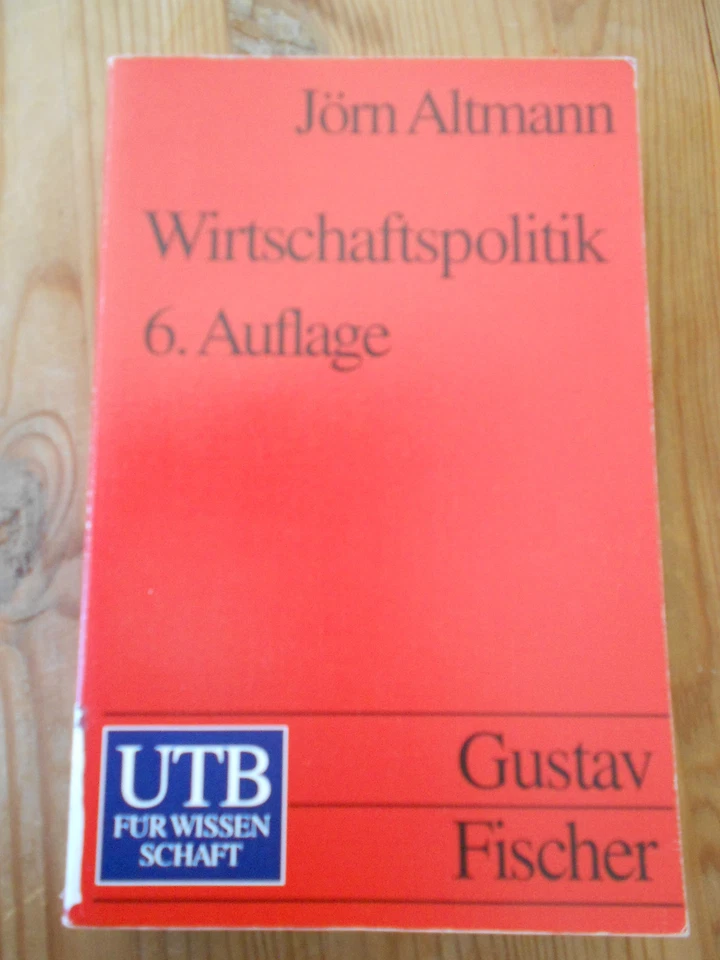 Jörn Altmann
Wirtschaftspolitik
6. Auflage
UTB
FÜR WISSEN
SCHAFT
Gustav
Fischer